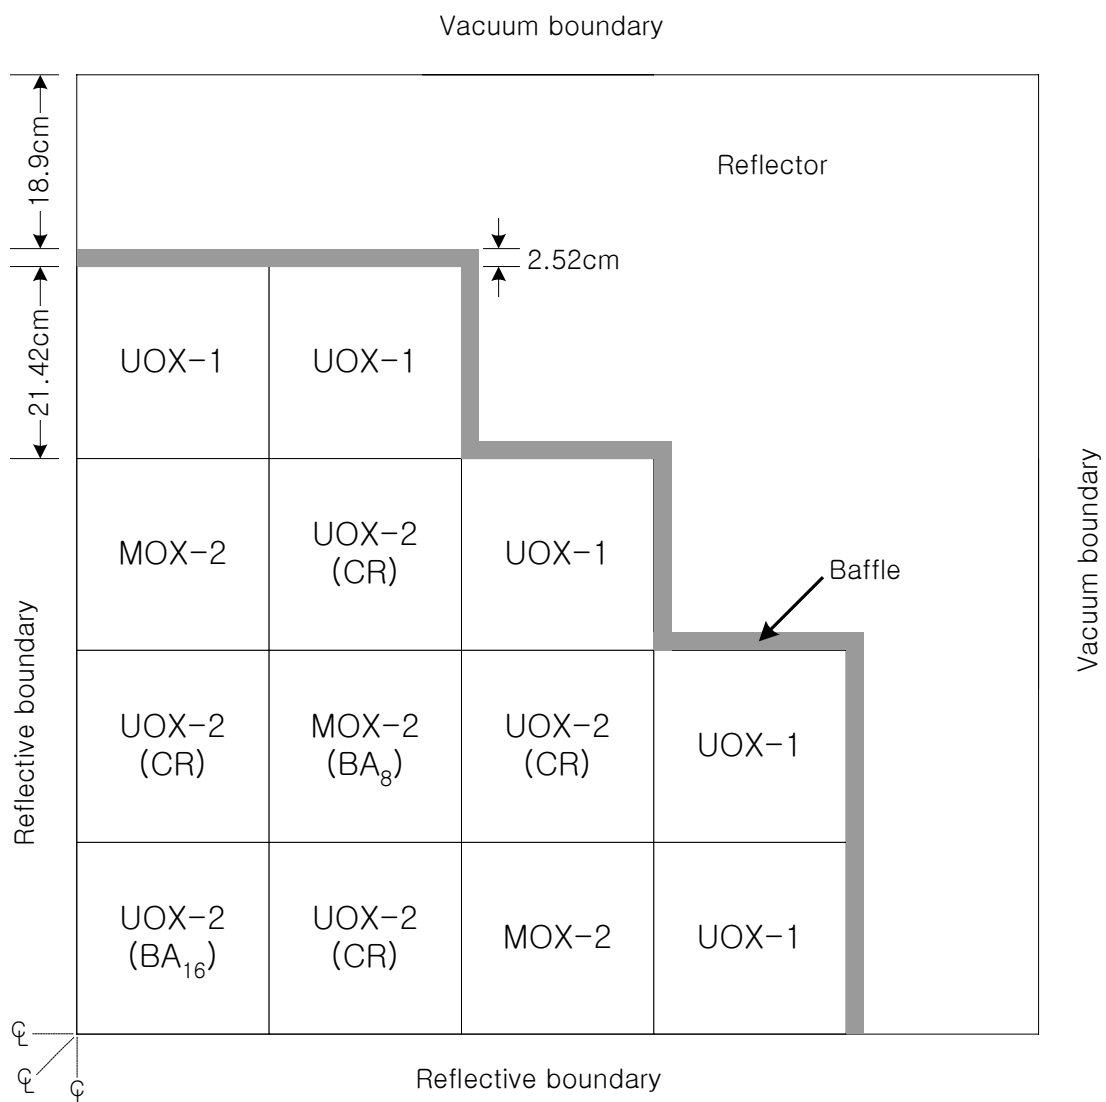 Vacuum boundary
18.9cm
Reflector
2.52cm
21.42cm
UOX-1
UOX-1
MOX-2
UOX-2
(CR)
UOX-1
Baffle
Vacuum boundary
Reflective boundary
UOX-2
(CR)
MOX-2
(BA8)
UOX-2
(CR)
UOX-1
UOX-2
(BA16)
UOX-2
(CR)
MOX-2
UOX-1
℄
℄
℄
Reflective boundary